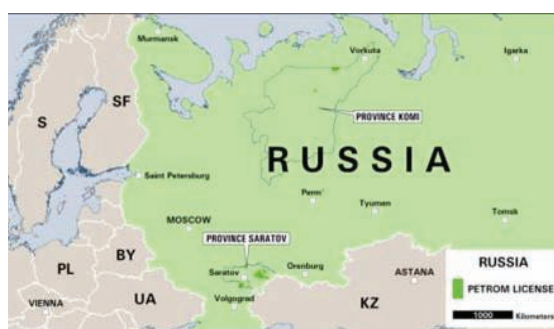 Murmansk
Vorkuta
Igarka
SF
S
PROVINCE KOMI
RUSSIA
Saint Petersburg
Perm'
Tyumen
Tomsk
MOSCOW
PROVINCE SARATOV
BY
PL
Saratov
Orenburg
ASTANA
RUSSIA
PETROM LICENSE
VIENNA
UA
Volgograd
KZ
1000 Kilometers